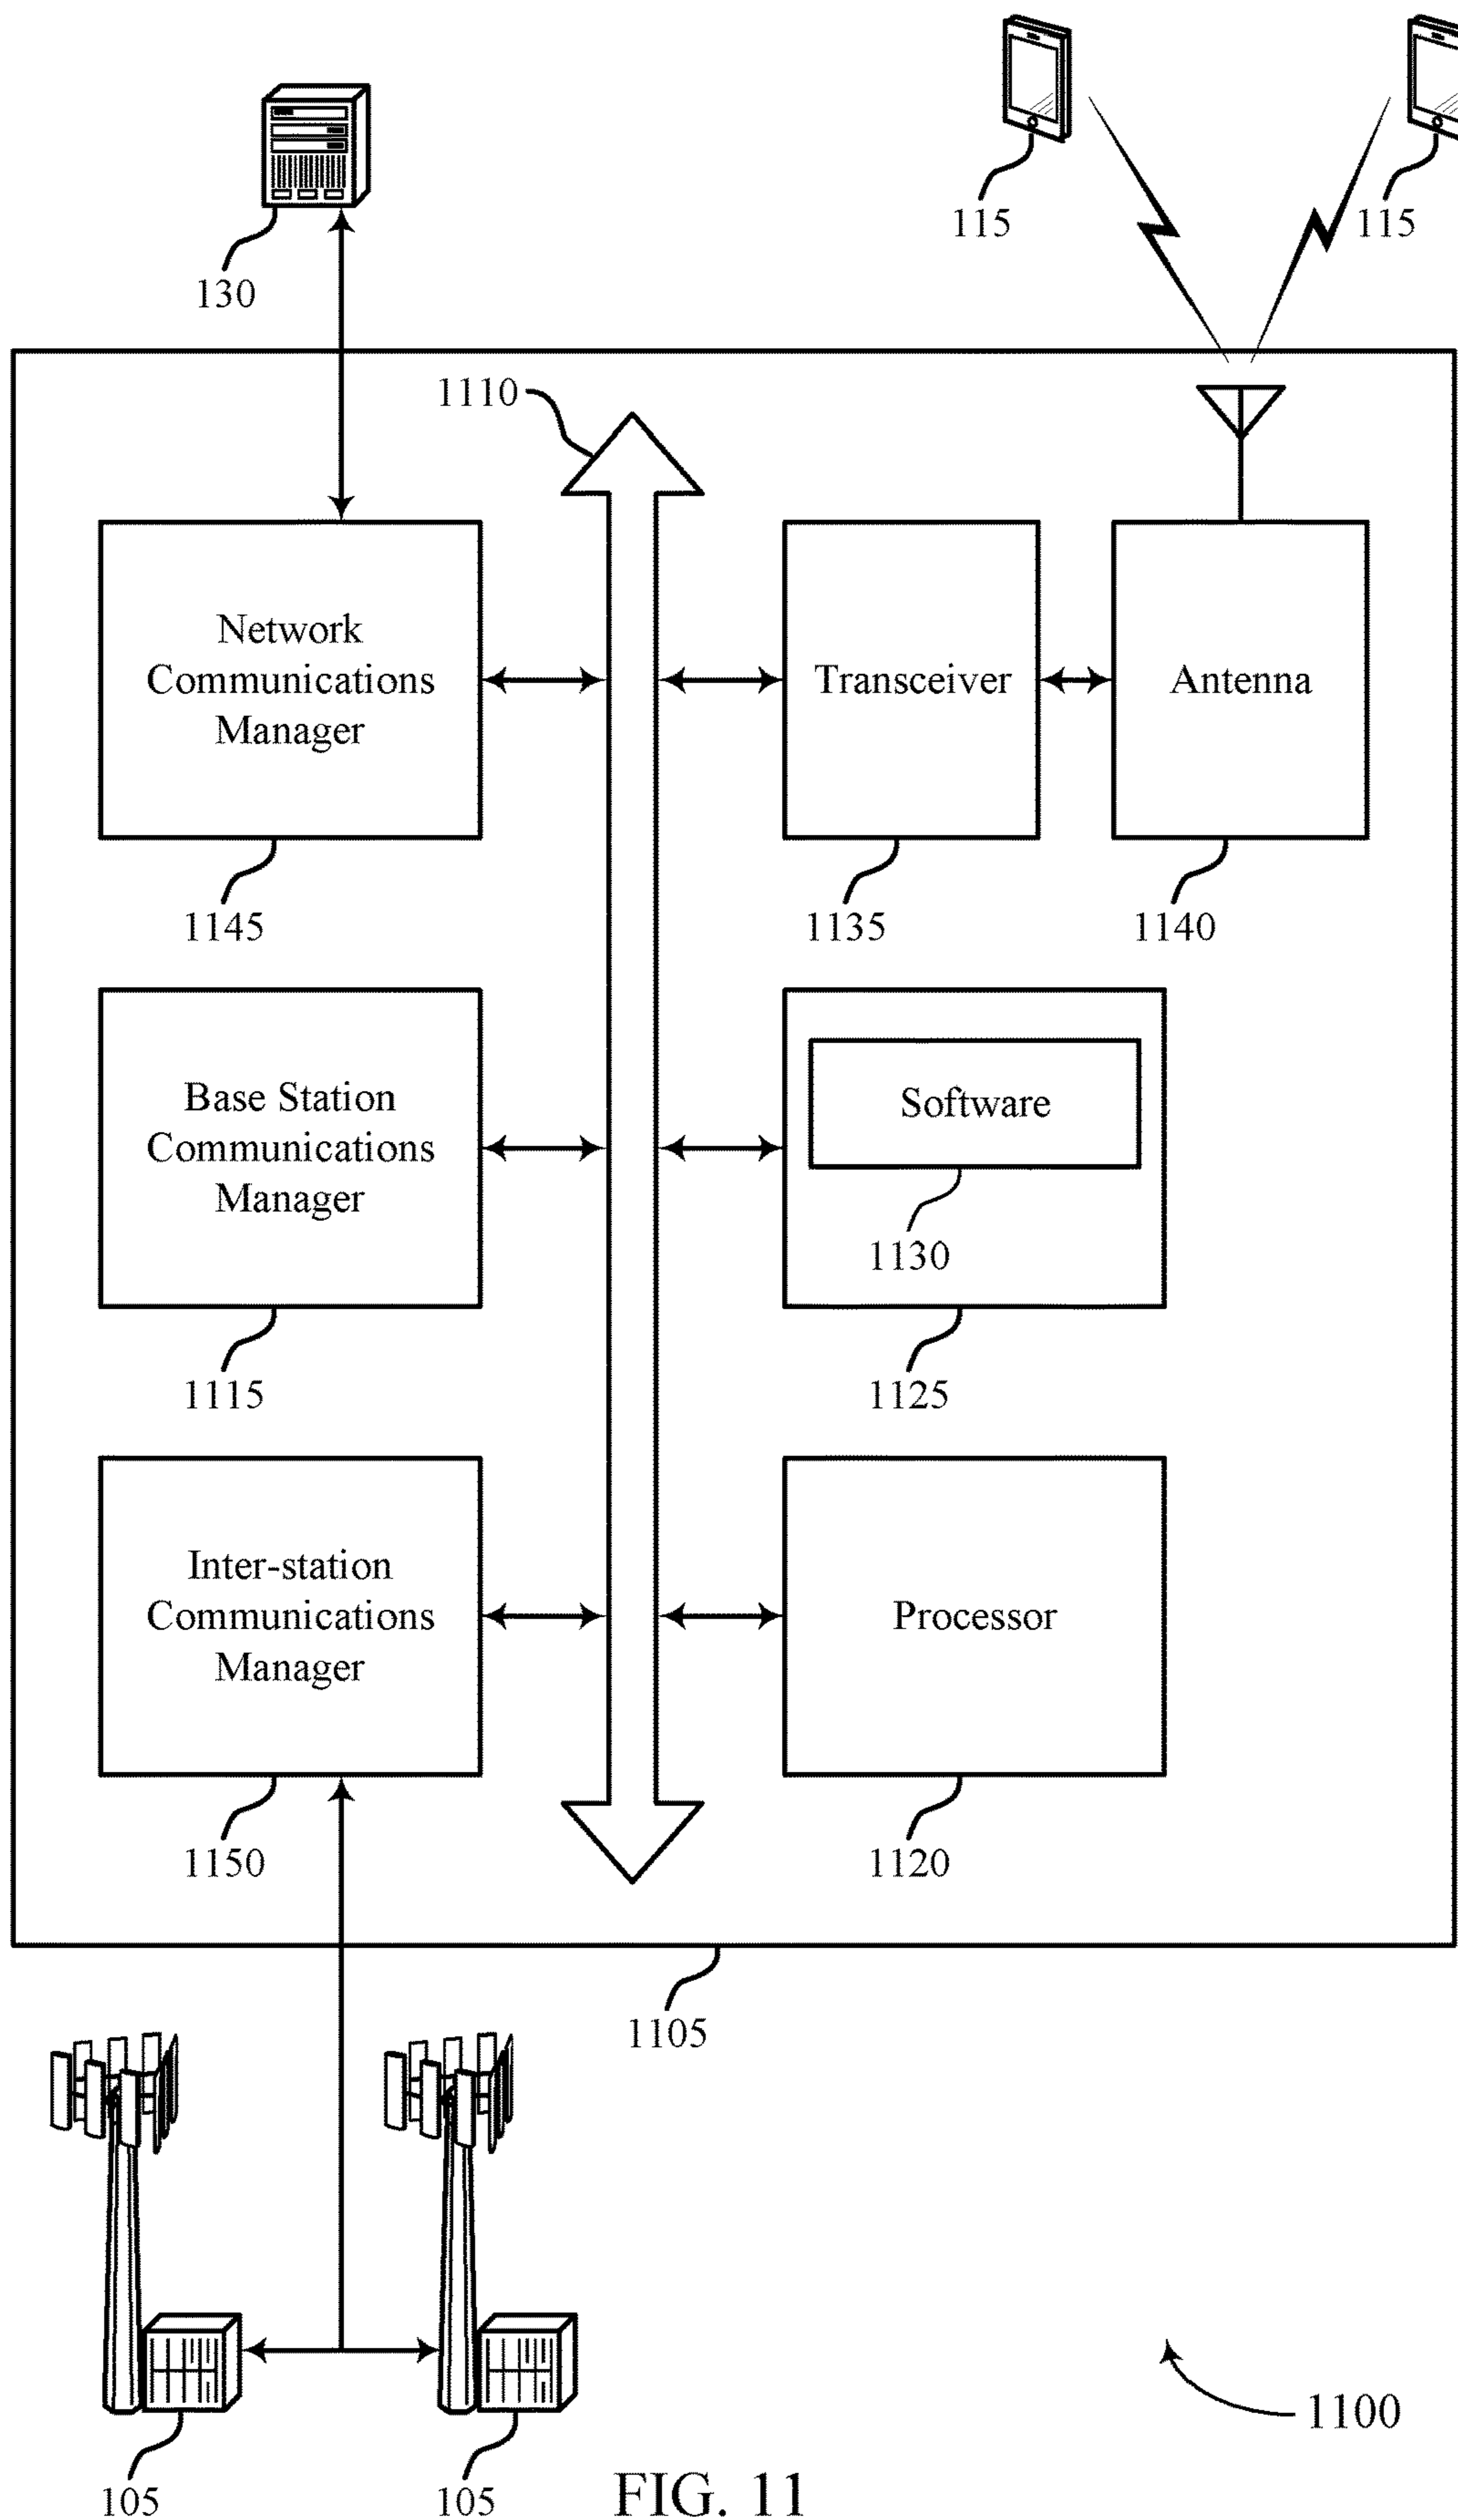 115
115
130
1110
Network
Communications
Manager
Transceiver
Antenna
1145
1135
1140
Base Station
Communications
Manager
Software
1130
1115
1125
Inter-station
Communications
Manager
Processor
1150
1120
1105
1100
105
105
FIG. 11